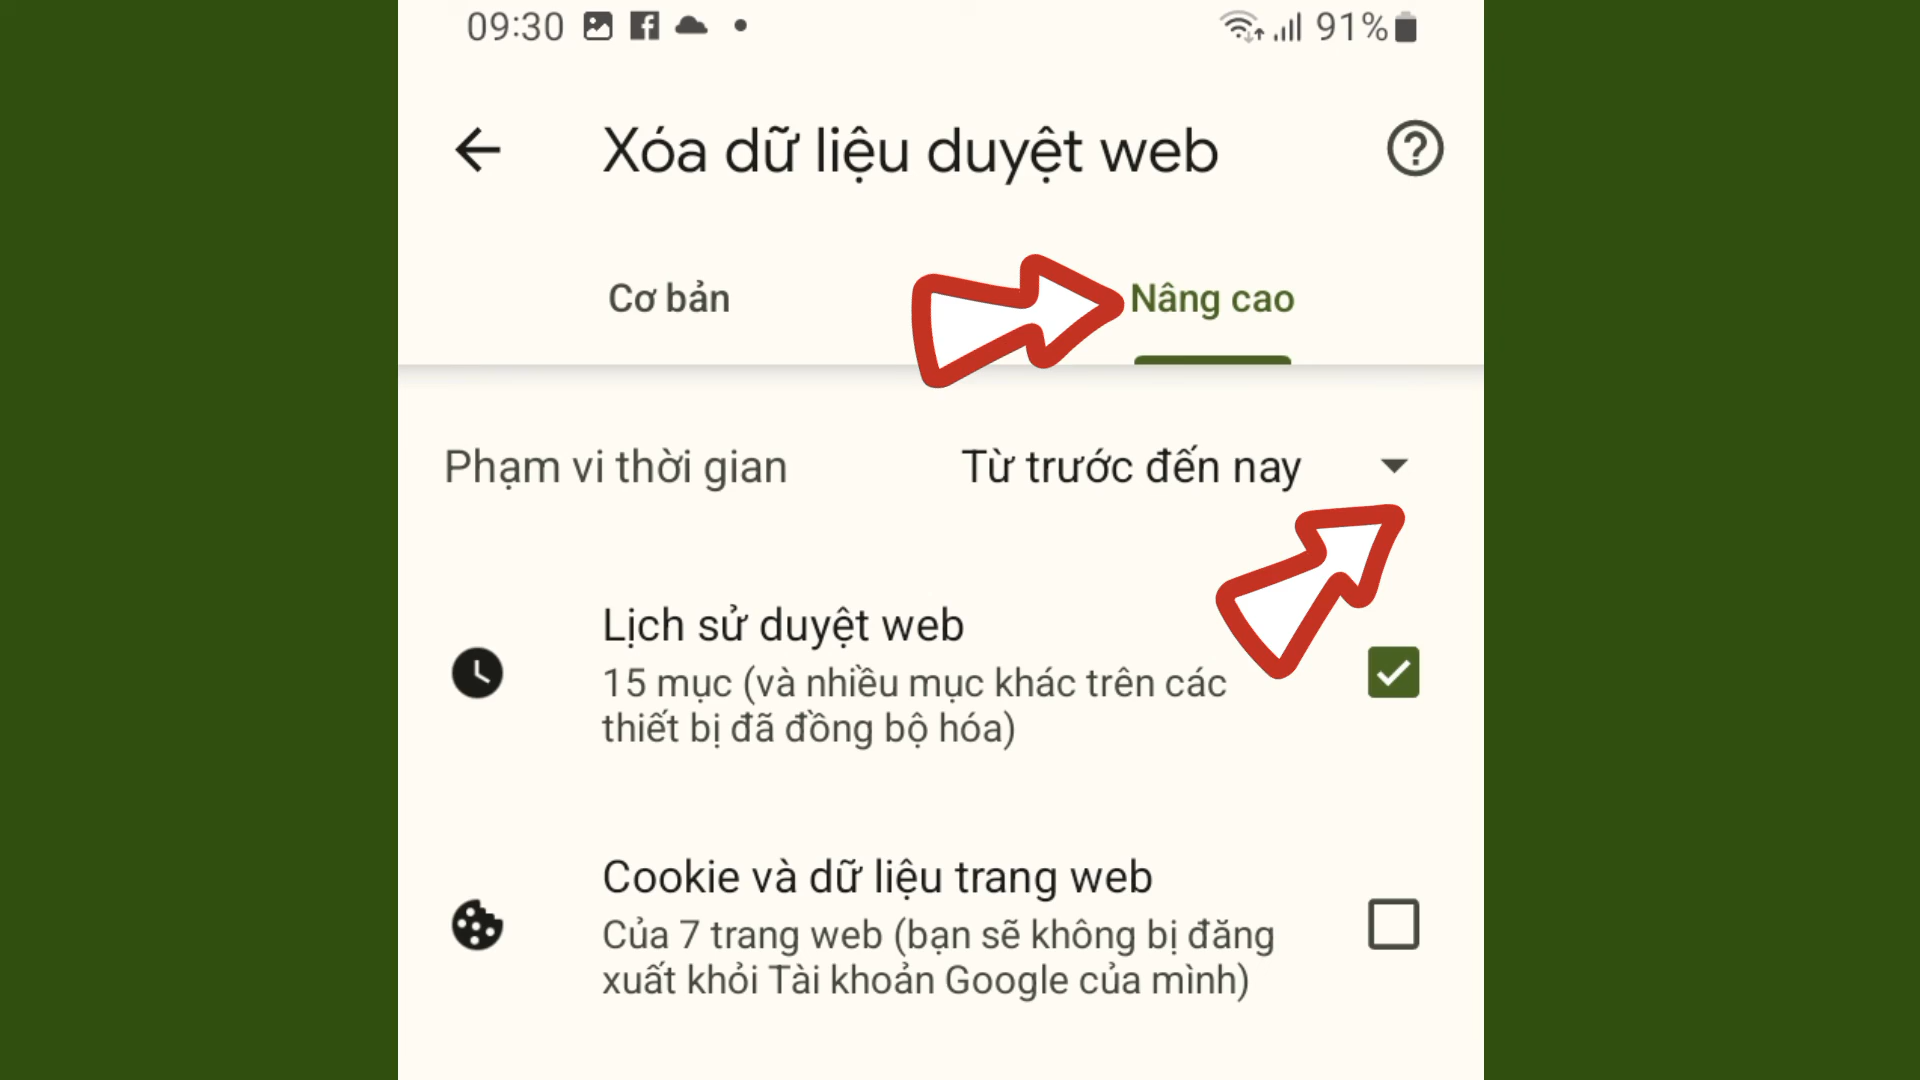 09:30 91%
Xóa dữ liệu duyệt web
Cơ bản Nâng cao
Phạm vi thời gian Từ trước đến nay
Lịch sử duyệt web
15 mục (và nhiều mục khác trên các
thiết bị đã đồng bộ hóa)
Cookie và dữ liệu trang web
Của 7 trang web (bạn sẽ không bị đăng
xuất khỏi Tài khoản Google của mình)